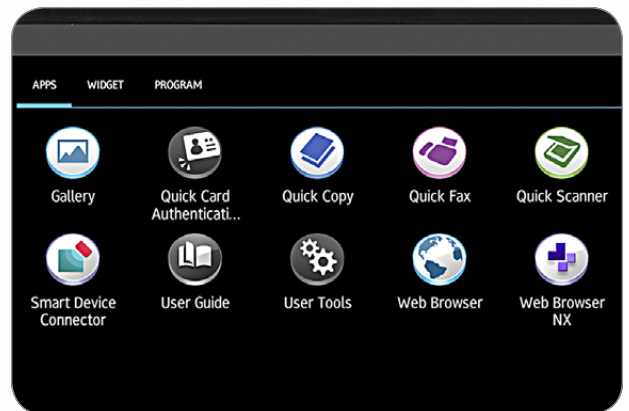 APPS WIDGET PROGRAM
Gallery
Quick Card
Authenticati...
Quick Copy
Quick Fax
Quick Scanner
Smart Device
Connector
User Guide
User Tools
Web Browser
Web Browser
NX